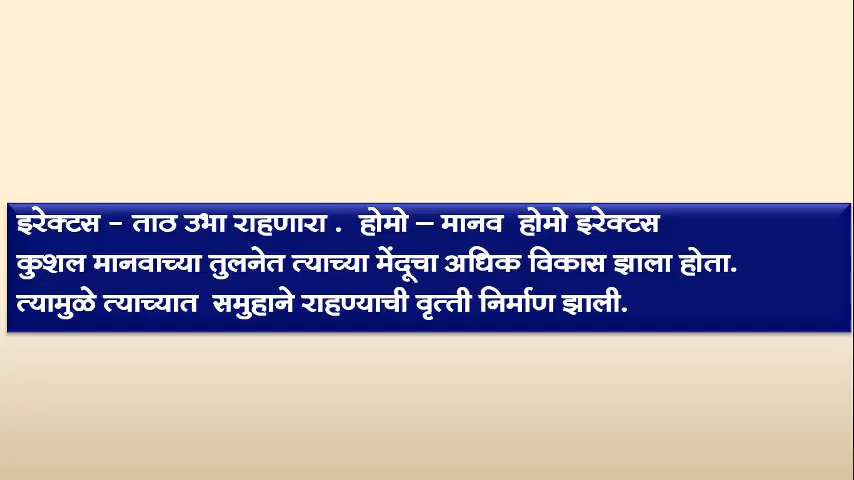 इरेक्टस - ताठ उभा राहणारा . होमो – मानव होमो इरेक्टस
कुशल मानवाच्या तुलनेत त्याच्या मेंदूचा अधिक विकास झाला होता.
त्यामुळे त्याच्यात समुहाने राहण्याची वृत्ती निर्माण झाली.